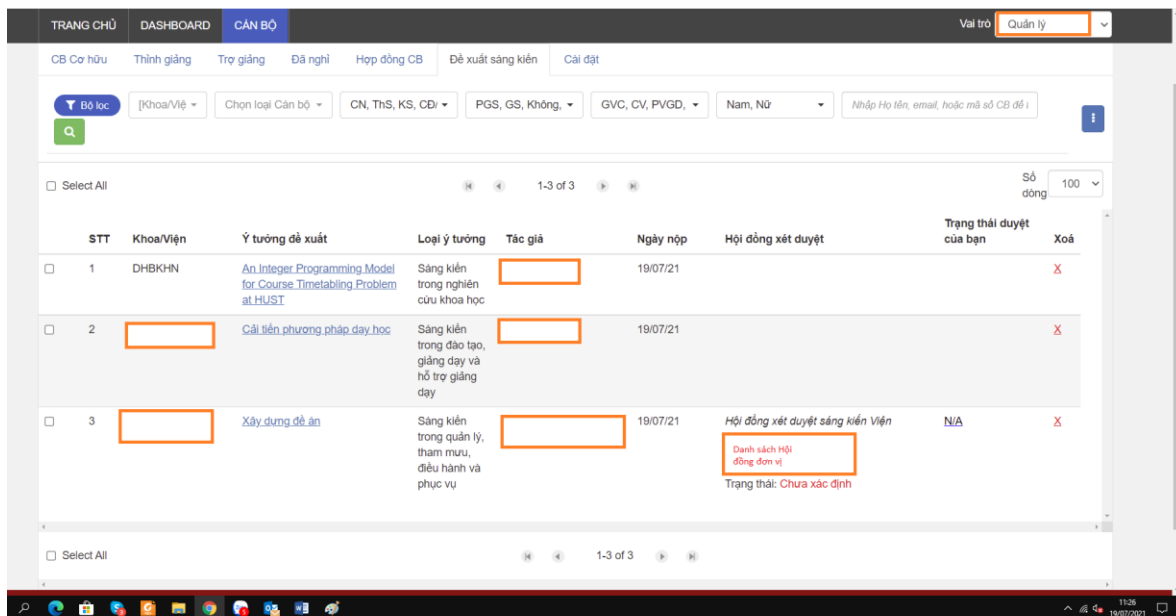 TRANG CHỦ DASHBOARD CÁN BỘ Vai trò Quản lý
CB Cơ hữu Thỉnh giảng Trợ giảng Đã nghỉ Hợp đồng CB Đề xuất sáng kiến Cài đặt
Bộ lọc [Khoa/Việ Chọn loại Cán bộ CN, ThS, KS, CĐ/ PGS, GS, Không, GVC, CV, PVGD, Nam, Nữ Nhập Họ tên, email, hoặc mã số CB để t
Select All 1-3 of 3 Số
dòng 100
Trạng thái duyệt
STT Khoa/Viện Ý tưởng đề xuất Loại ý tưởng Tác giả Ngày nộp Hội đồng xét duyệt của bạn Xoá
1 DHBKHN An Integer Programming Model Sáng kiến 19/07/21 X
for Course Timetabling Problem trong nghiên
at HUST cứu khoa học
2 Cải tiến phương pháp dạy học Sáng kiến 19/07/21 X
trong đào tạo,
giảng dạy và
hỗ trợ giảng
dạy
3 Xây dựng đề án Sáng kiến 19/07/21 Hội đồng xét duyệt sáng kiến Viện N/A X
trong quản lý,
tham mưu, Danh sách Hội
điều hành và đồng đơn vị
phục vụ Trạng thái: Chưa xác định
Select All 1-3 of 3
11:26
19/07/2021